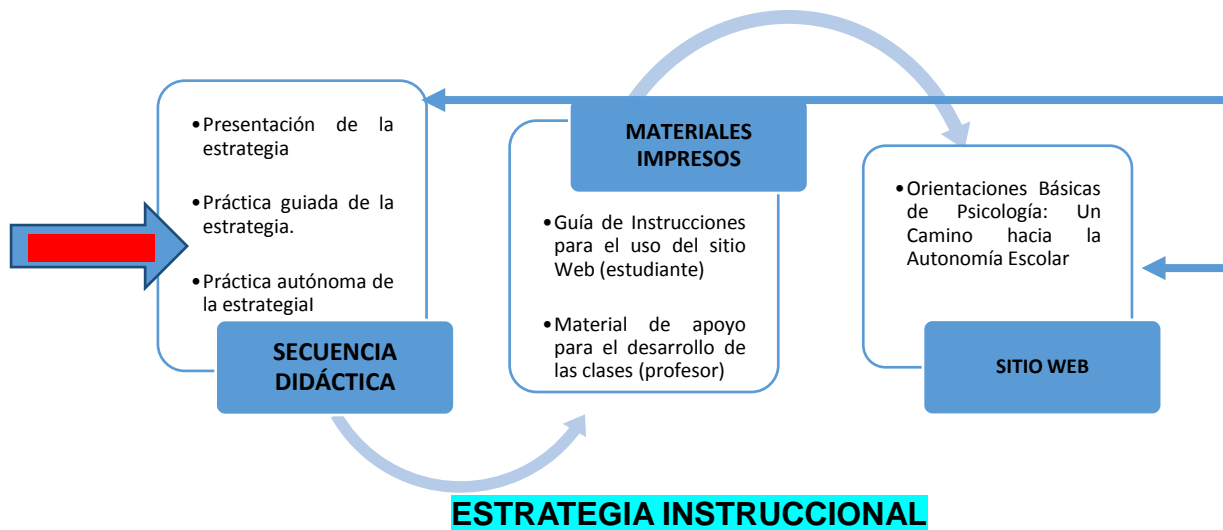 •Presentación de la
estrategia
•Práctica guiada de la
estrategia.
•Práctica autónoma de
la estrategiaI
SECUENCIA
DIDÁCTICA
MATERIALES
IMPRESOS
•Guía de Instrucciones
para el uso del sitio
Web (estudiante)
•Material de apoyo
para el desarrollo de
las clases (profesor)
•Orientaciones Básicas
de Psicología: Un
Camino hacia la
Autonomía Escolar
SITIO WEB
ESTRATEGIA INSTRUCCIONAL